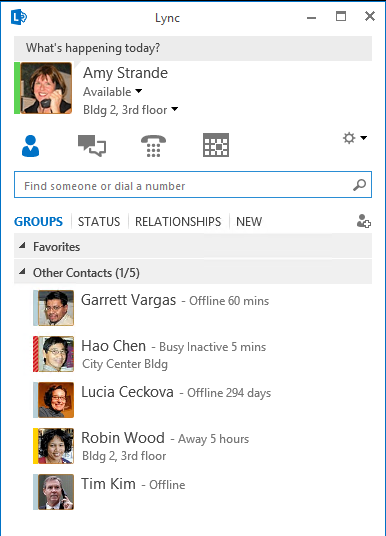 Lync
What's happening today?
Amy Strande
Available
Bldg 2, 3rd floor
Find someone or dial a number
GROUPS STATUS RELATIONSHIPS NEW
Favorites
Other Contacts (1/5)
Garrett Vargas - Offline 60 mins
Hao Chen - Busy Inactive 5 mins
City Center Bldg
Lucia Ceckova - Offline 294 days
Robin Wood - Away 5 hours
Bldg 2, 3rd floor
Tim Kim - Offline